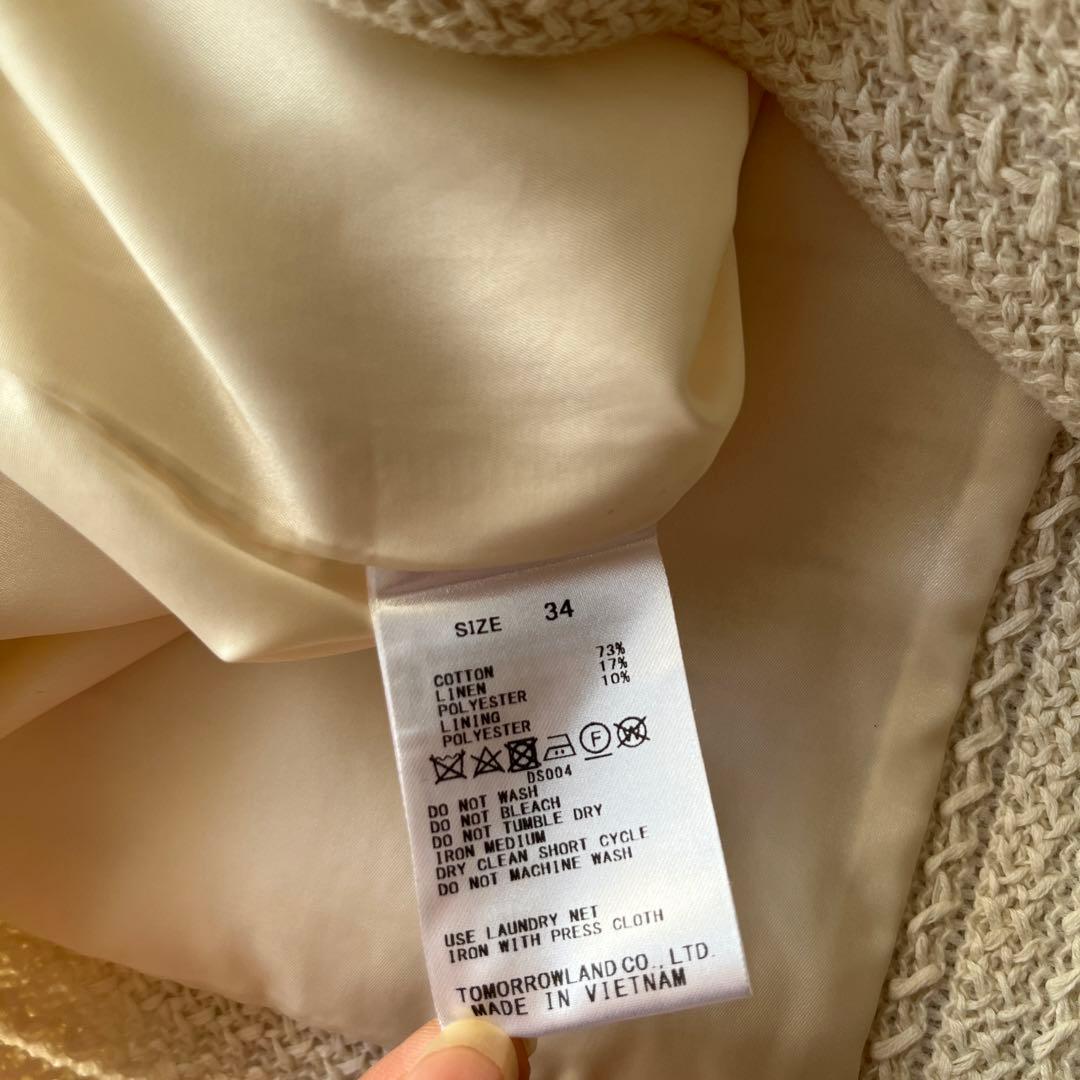 SIZE 34
COTTON 73%
LINEN 17%
POLYESTER 10%
LINING
POLYESTER
F W
DS004
DO NOT WASH
DO NOT BLEACH
DO NOT TUMBLE DRY
IRON MEDIUM
DRY CLEAN SHORT CYCLE
DO NOT MACHINE WASH
USE LAUNDRY NET
IRON WITH PRESS CLOTH
TOMORROWLAND CO.,LTD.
MADE IN VIETNAM